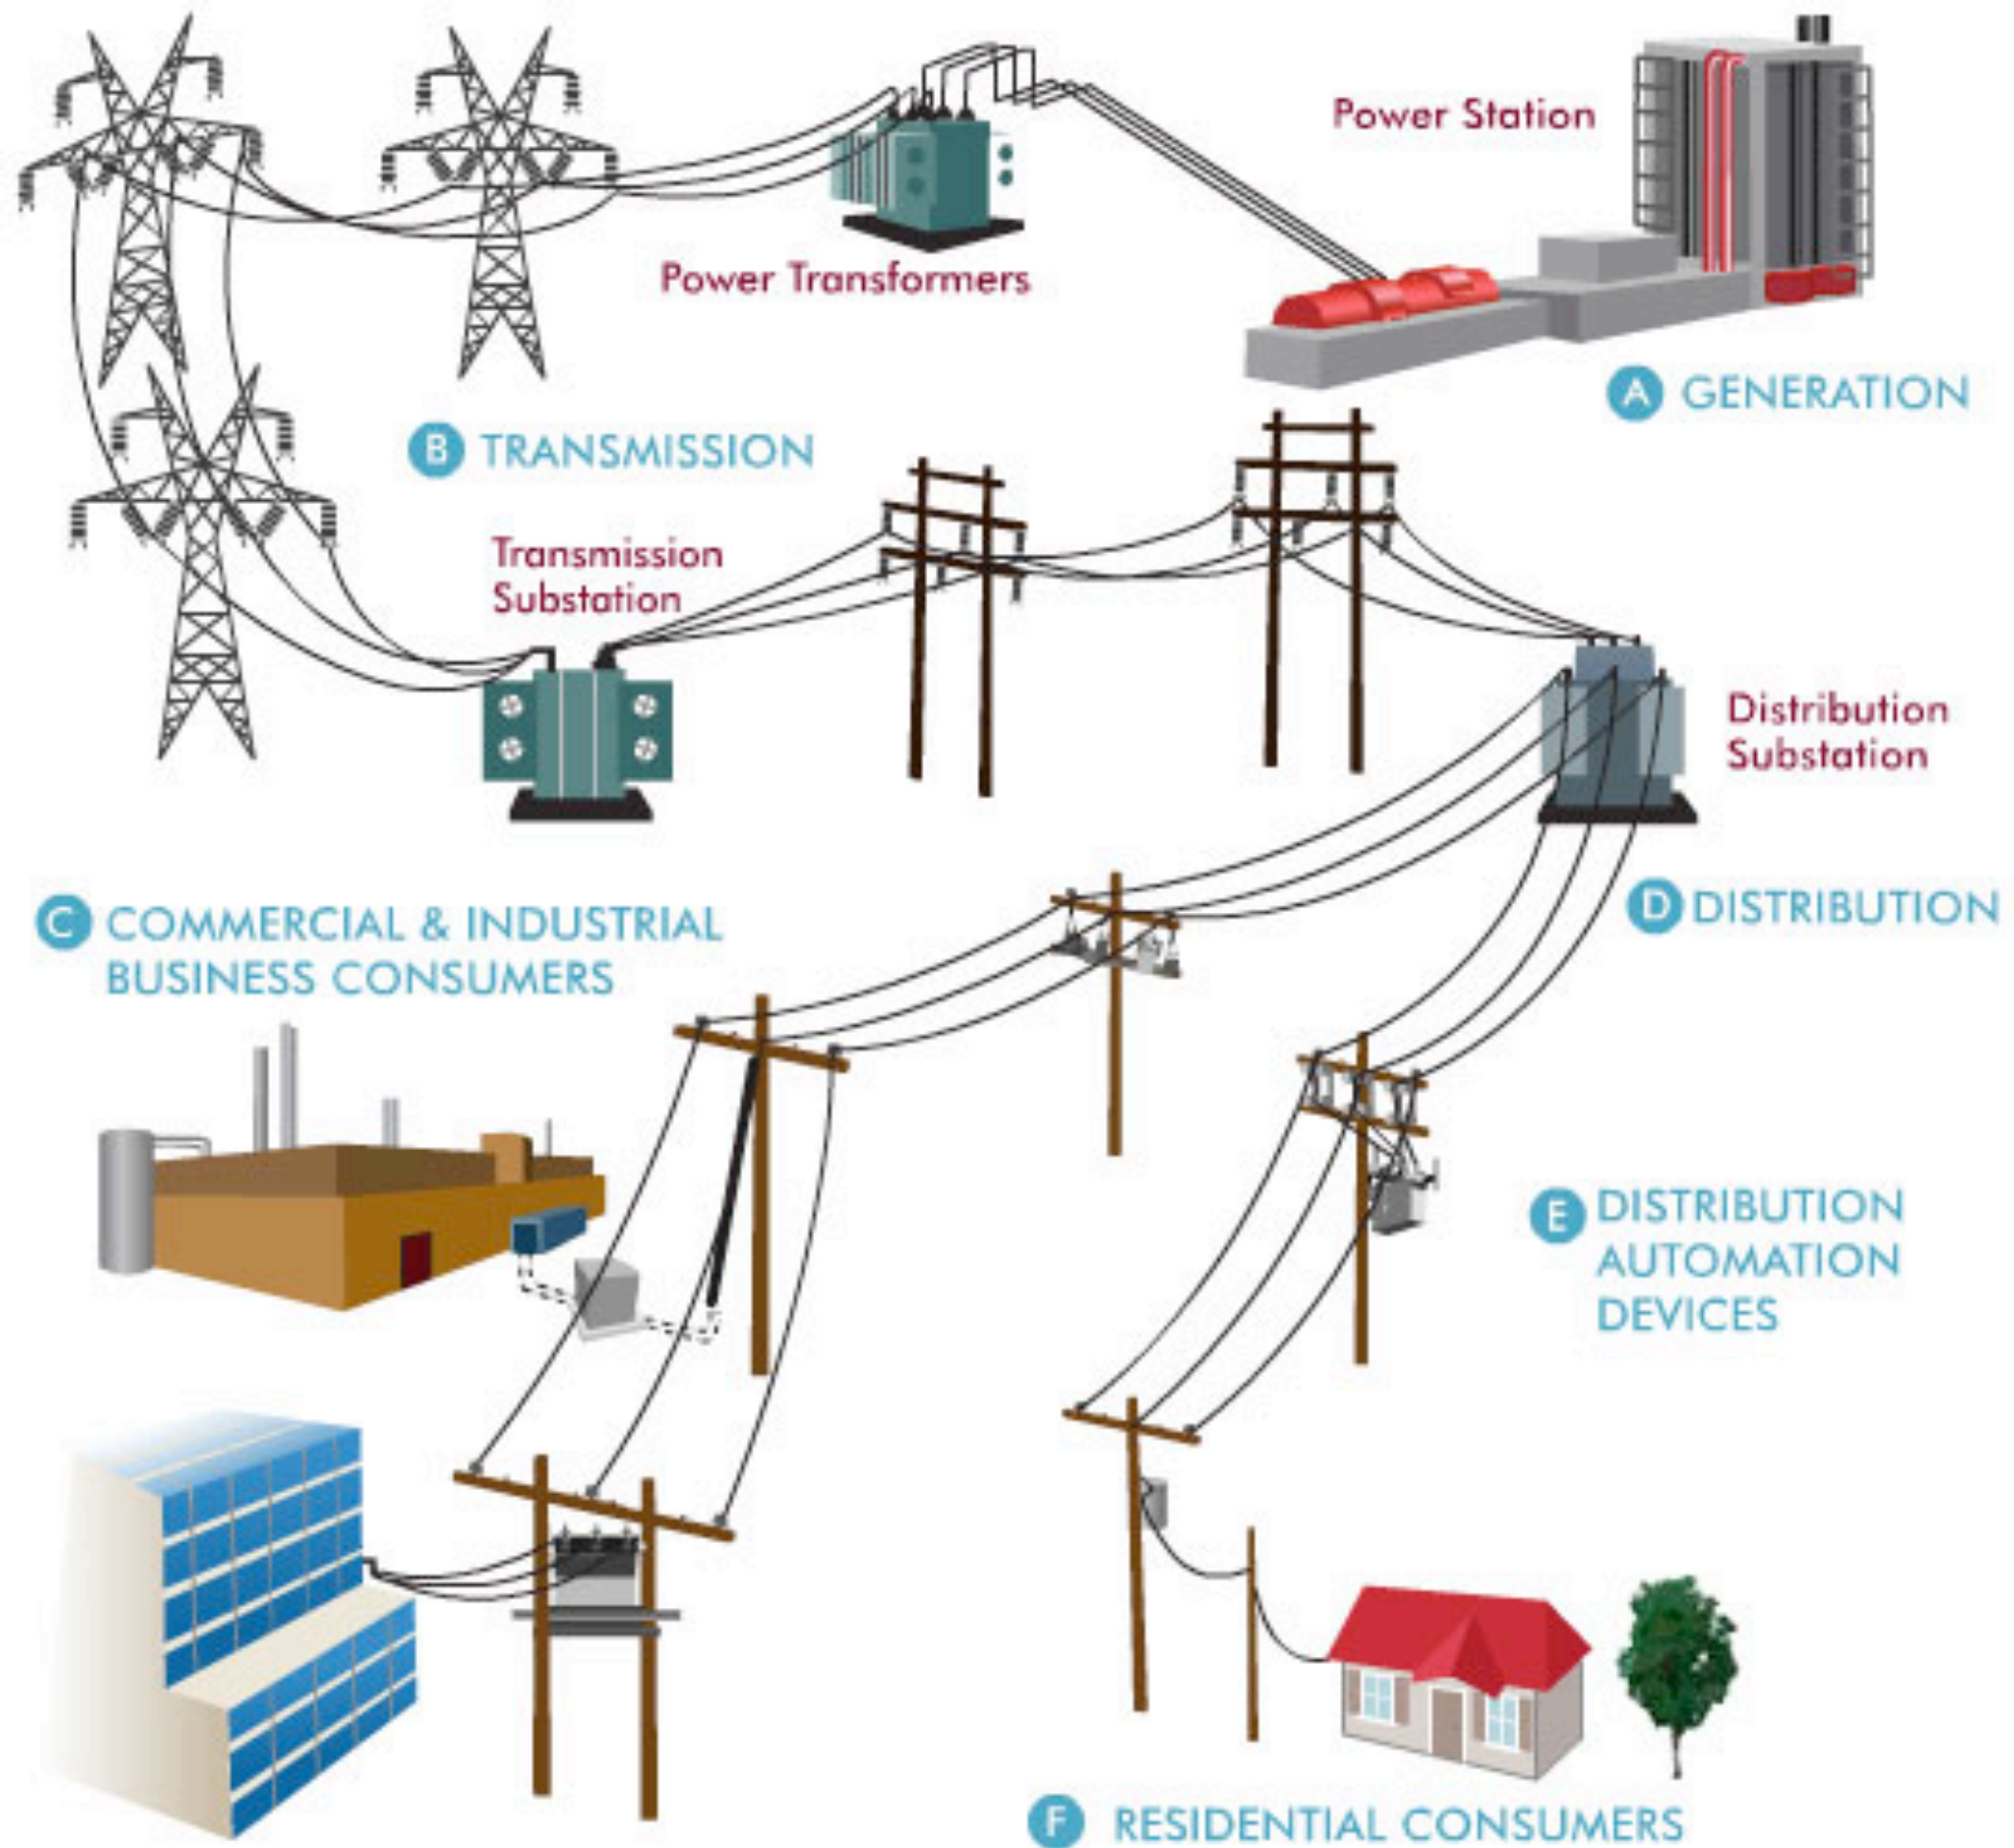 Power Station
Power Transformers
A GENERATION
B TRANSMISSION
Transmission
Substation
Distribution
Substation
C COMMERCIAL & INDUSTRIAL
BUSINESS CONSUMERS
D DISTRIBUTION
E DISTRIBUTION
AUTOMATION
DEVICES
F RESIDENTIAL CONSUMERS